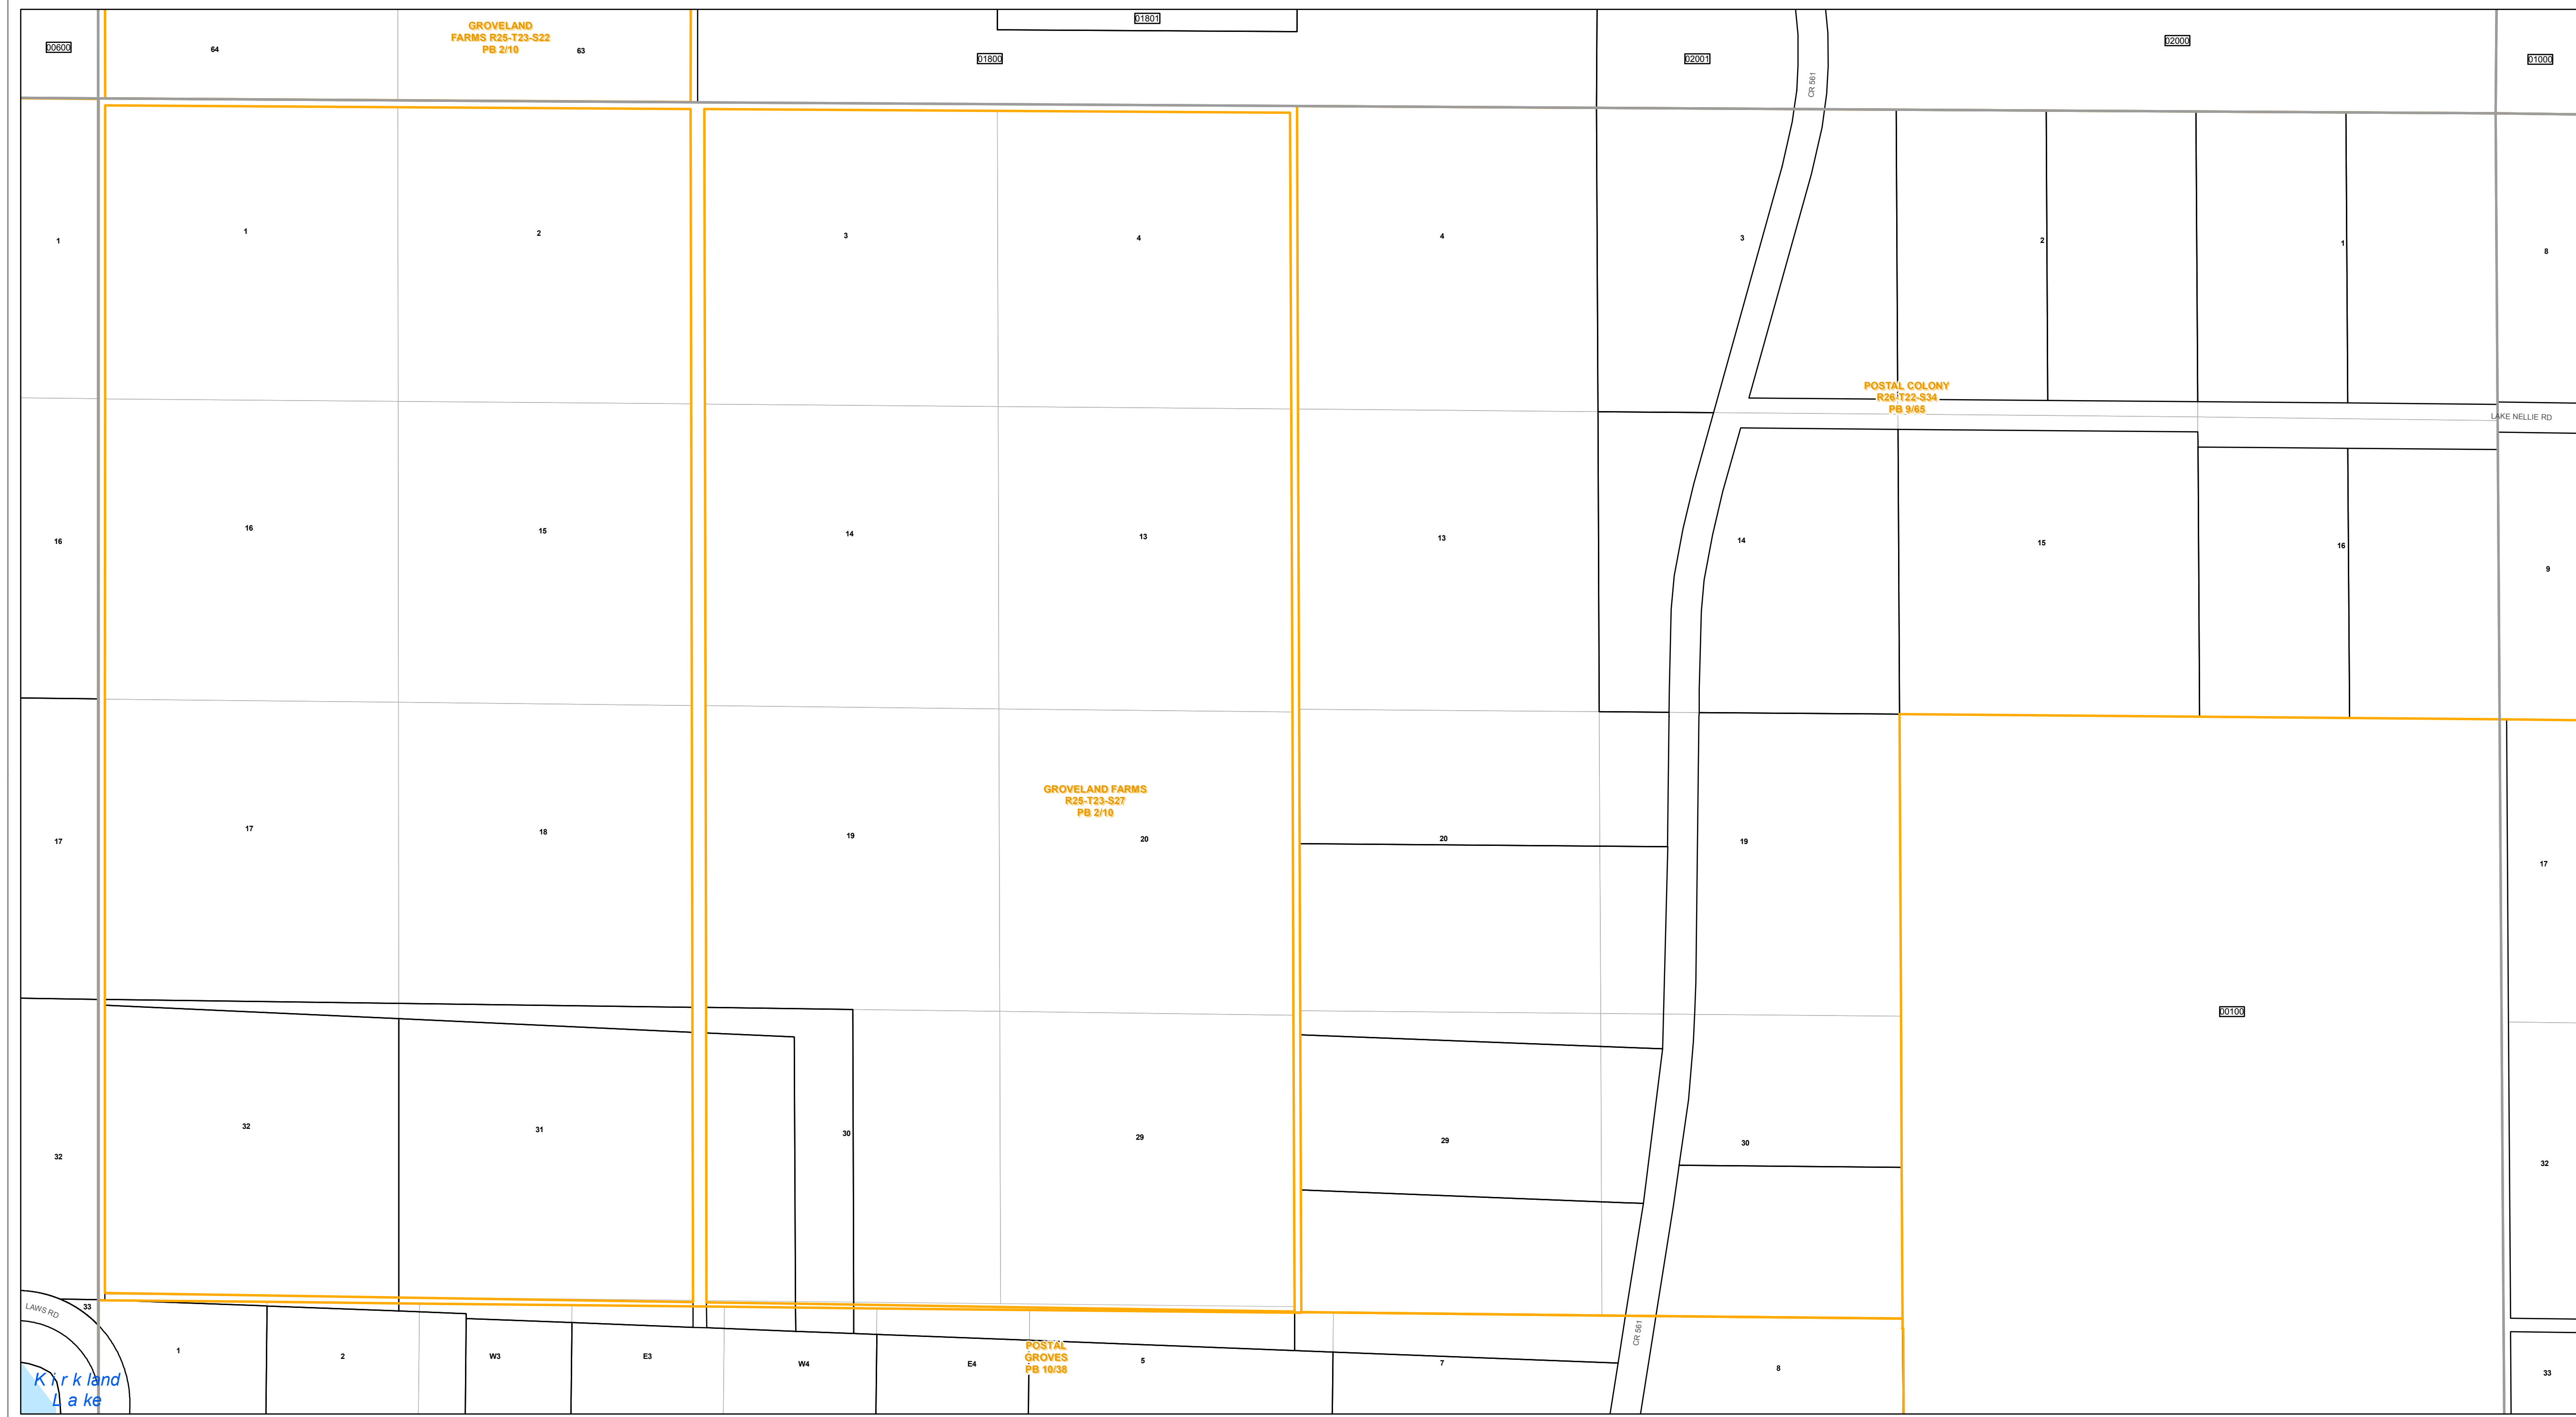 01801
GROVELAND
FARMS R25-T23-S22
PB 2/10
00600
64
63
01800
02001
02000
01000
CR 561
1
1
2
3
4
4
3
2
1
8
POSTAL COLONY
R26-T22-S34
PB 9/65
LAKE NELLIE RD
16
16
15
14
13
13
14
15
16
9
GROVELAND FARMS
R25-T23-S27
PB 2/10
17
17
18
19
20
20
19
17
00100
32
32
31
30
29
29
30
32
LAWS RD
33
CR 561
1
2
W3
E3
W4
E4
POSTAL
GROVES
PB 10/38
5
7
8
33
Kirkland
Lake